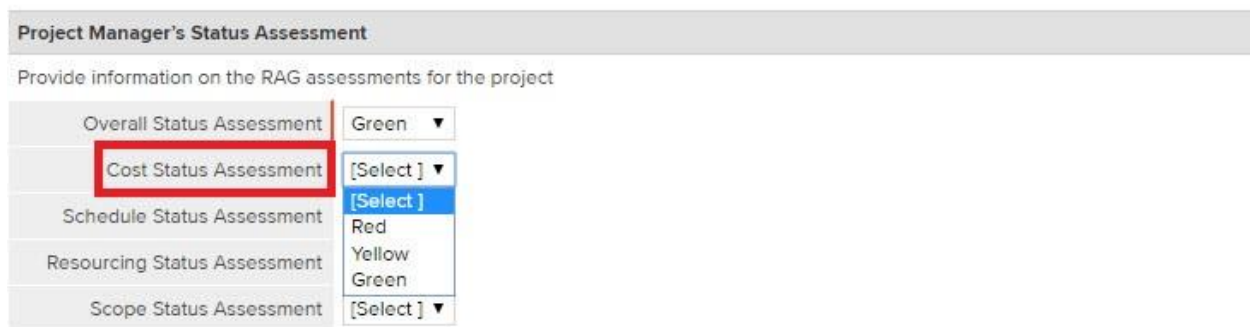 Project Manager's Status Assessment
Provide information on the RAG assessments for the project
Overall Status Assessment Green
Cost Status Assessment [Select ]
[Select ]
Schedule Status Assessment Red
Resourcing Status Assessment Yellow
Green
Scope Status Assessment [Select ]